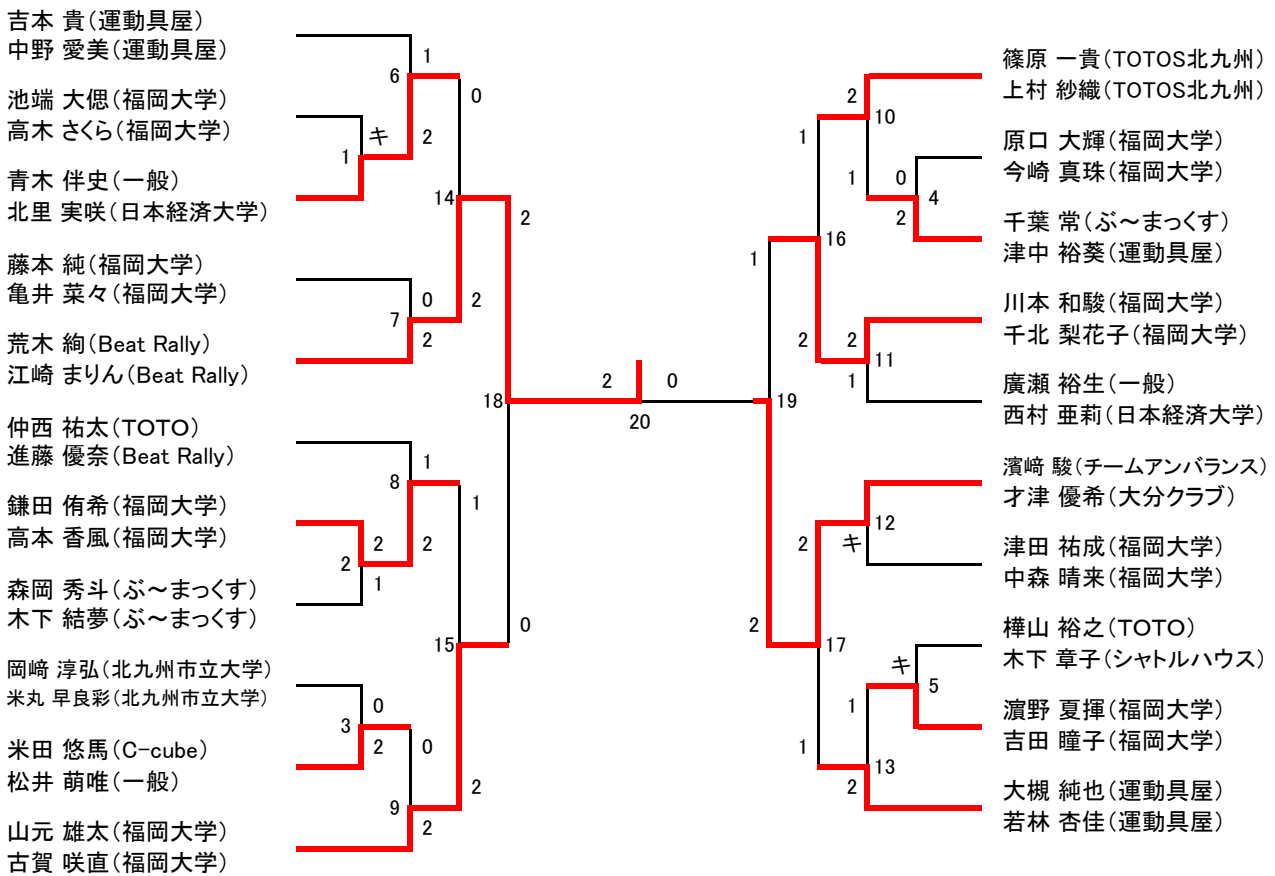 吉本 貴(運動具屋)
中野 愛美(運動具屋)
池端 大偲(福岡大学)
高木 さくら(福岡大学)
青木 伴史(一般)
北里 実咲(日本経済大学)
藤本 純(福岡大学)
亀井 菜々(福岡大学)
荒木 絢(Beat Rally)
江崎 まりん(Beat Rally)
仲西 祐太(TOTO)
進藤 優奈(Beat Rally)
鎌田 侑希(福岡大学)
高本 香風(福岡大学)
森岡 秀斗(ぶ～まっくす)
木下 結夢(ぶ～まっくす)
岡﨑 淳弘(北九州市立大学)
米丸 早良彩(北九州市立大学)
米田 悠馬(C-cube)
松井 萌唯(一般)
山元 雄太(福岡大学)
古賀 咲直(福岡大学)
1
6
0
キ
2
1
14
2
0
2
7
2
1
8
1
2
2
2
1
15
0
0
3
2
0
2
9
2
18
2
0
20
19
1
2
1
2
10
1
0
4
2
16
2
2
11
1
2
12
キ
17
キ
5
1
1
13
2
篠原 一貴(TOTOS北九州)
上村 紗織(TOTOS北九州)
原口 大輝(福岡大学)
今崎 真珠(福岡大学)
千葉 常(ぶ～まっくす)
津中 裕葵(運動具屋)
川本 和駿(福岡大学)
千北 梨花子(福岡大学)
廣瀬 裕生(一般)
西村 亜莉(日本経済大学)
濱﨑 駿(チームアンバランス)
才津 優希(大分クラブ)
津田 祐成(福岡大学)
中森 晴来(福岡大学)
樺山 裕之(TOTO)
木下 章子(シャトルハウス)
濵野 夏揮(福岡大学)
吉田 瞳子(福岡大学)
大槻 純也(運動具屋)
若林 杏佳(運動具屋)